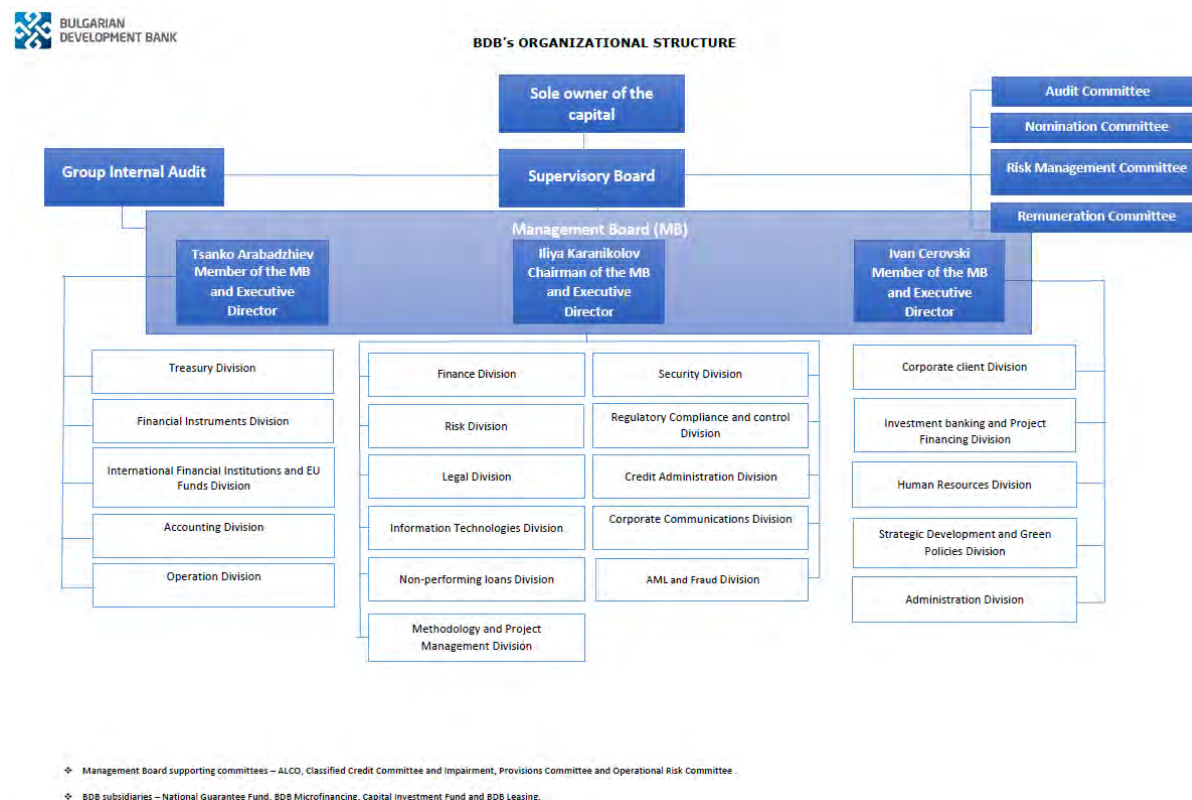 BULGARIAN
DEVELOPMENT BANK
BDB's ORGANIZATIONAL STRUCTURE
Sole owner of the
capital
Audit Committee
Nomination Committee
Risk Management Committee
Remuneration Committee
Group Internal Audit
Supervisory Board
Management Board (MB)
Tsanko Arabadzhiev
Member of the MB
and Executive
Director
Iliya Karanikolov
Chairman of the MB
and Executive
Director
Ivan Cerovski
Member of the MB
and Executive
Director
Treasury Division
Financial Instruments Division
International Financial Institutions and EU
Funds Division
Accounting Division
Operation Division
Finance Division
Risk Division
Legal Division
Information Technologies Division
Non-performing loans Division
Methodology and Project
Management Division
Security Division
Regulatory Compliance and control
Division
Credit Administration Division
Corporate Communications Division
AML and Fraud Division
Corporate client Division
Investment banking and Project
Financing Division
Human Resources Division
Strategic Development and Green
Policies Division
Administration Division
❖ Management Board supporting committees – ALCO, Classified Credit Committee and Impairment, Provisions Committee and Operational Risk Committee .
❖ BDB subsidiaries – National Guarantee Fund, BDB Microfinancing, Capital Investment Fund and BDB Leasing.